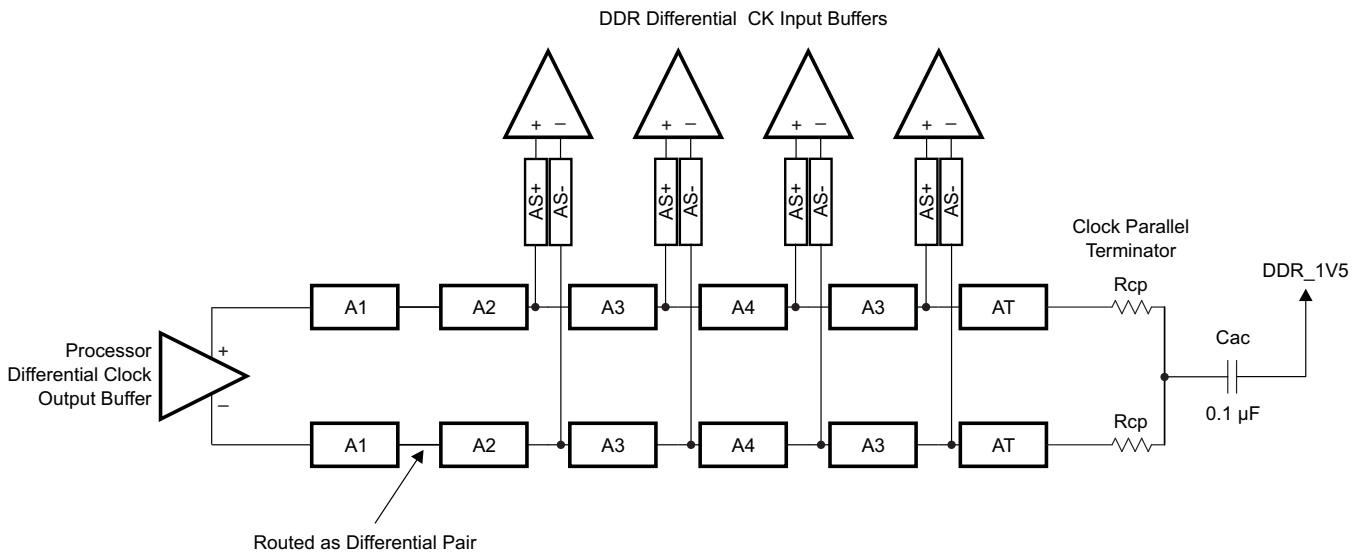 DDR Differential CK Input Buffers
+ –
+ –
+ –
+ –
AS+
AS-
AS+
AS-
AS+
AS-
AS+
AS-
Clock Parallel
Terminator
DDR_1V5
A1
A2
A3
A4
A3
AT
Rcp
Processor
Differential Clock
Output Buffer
+
–
Cac
0.1 µF
A1
A2
A3
A4
A3
AT
Rcp
Routed as Differential Pair